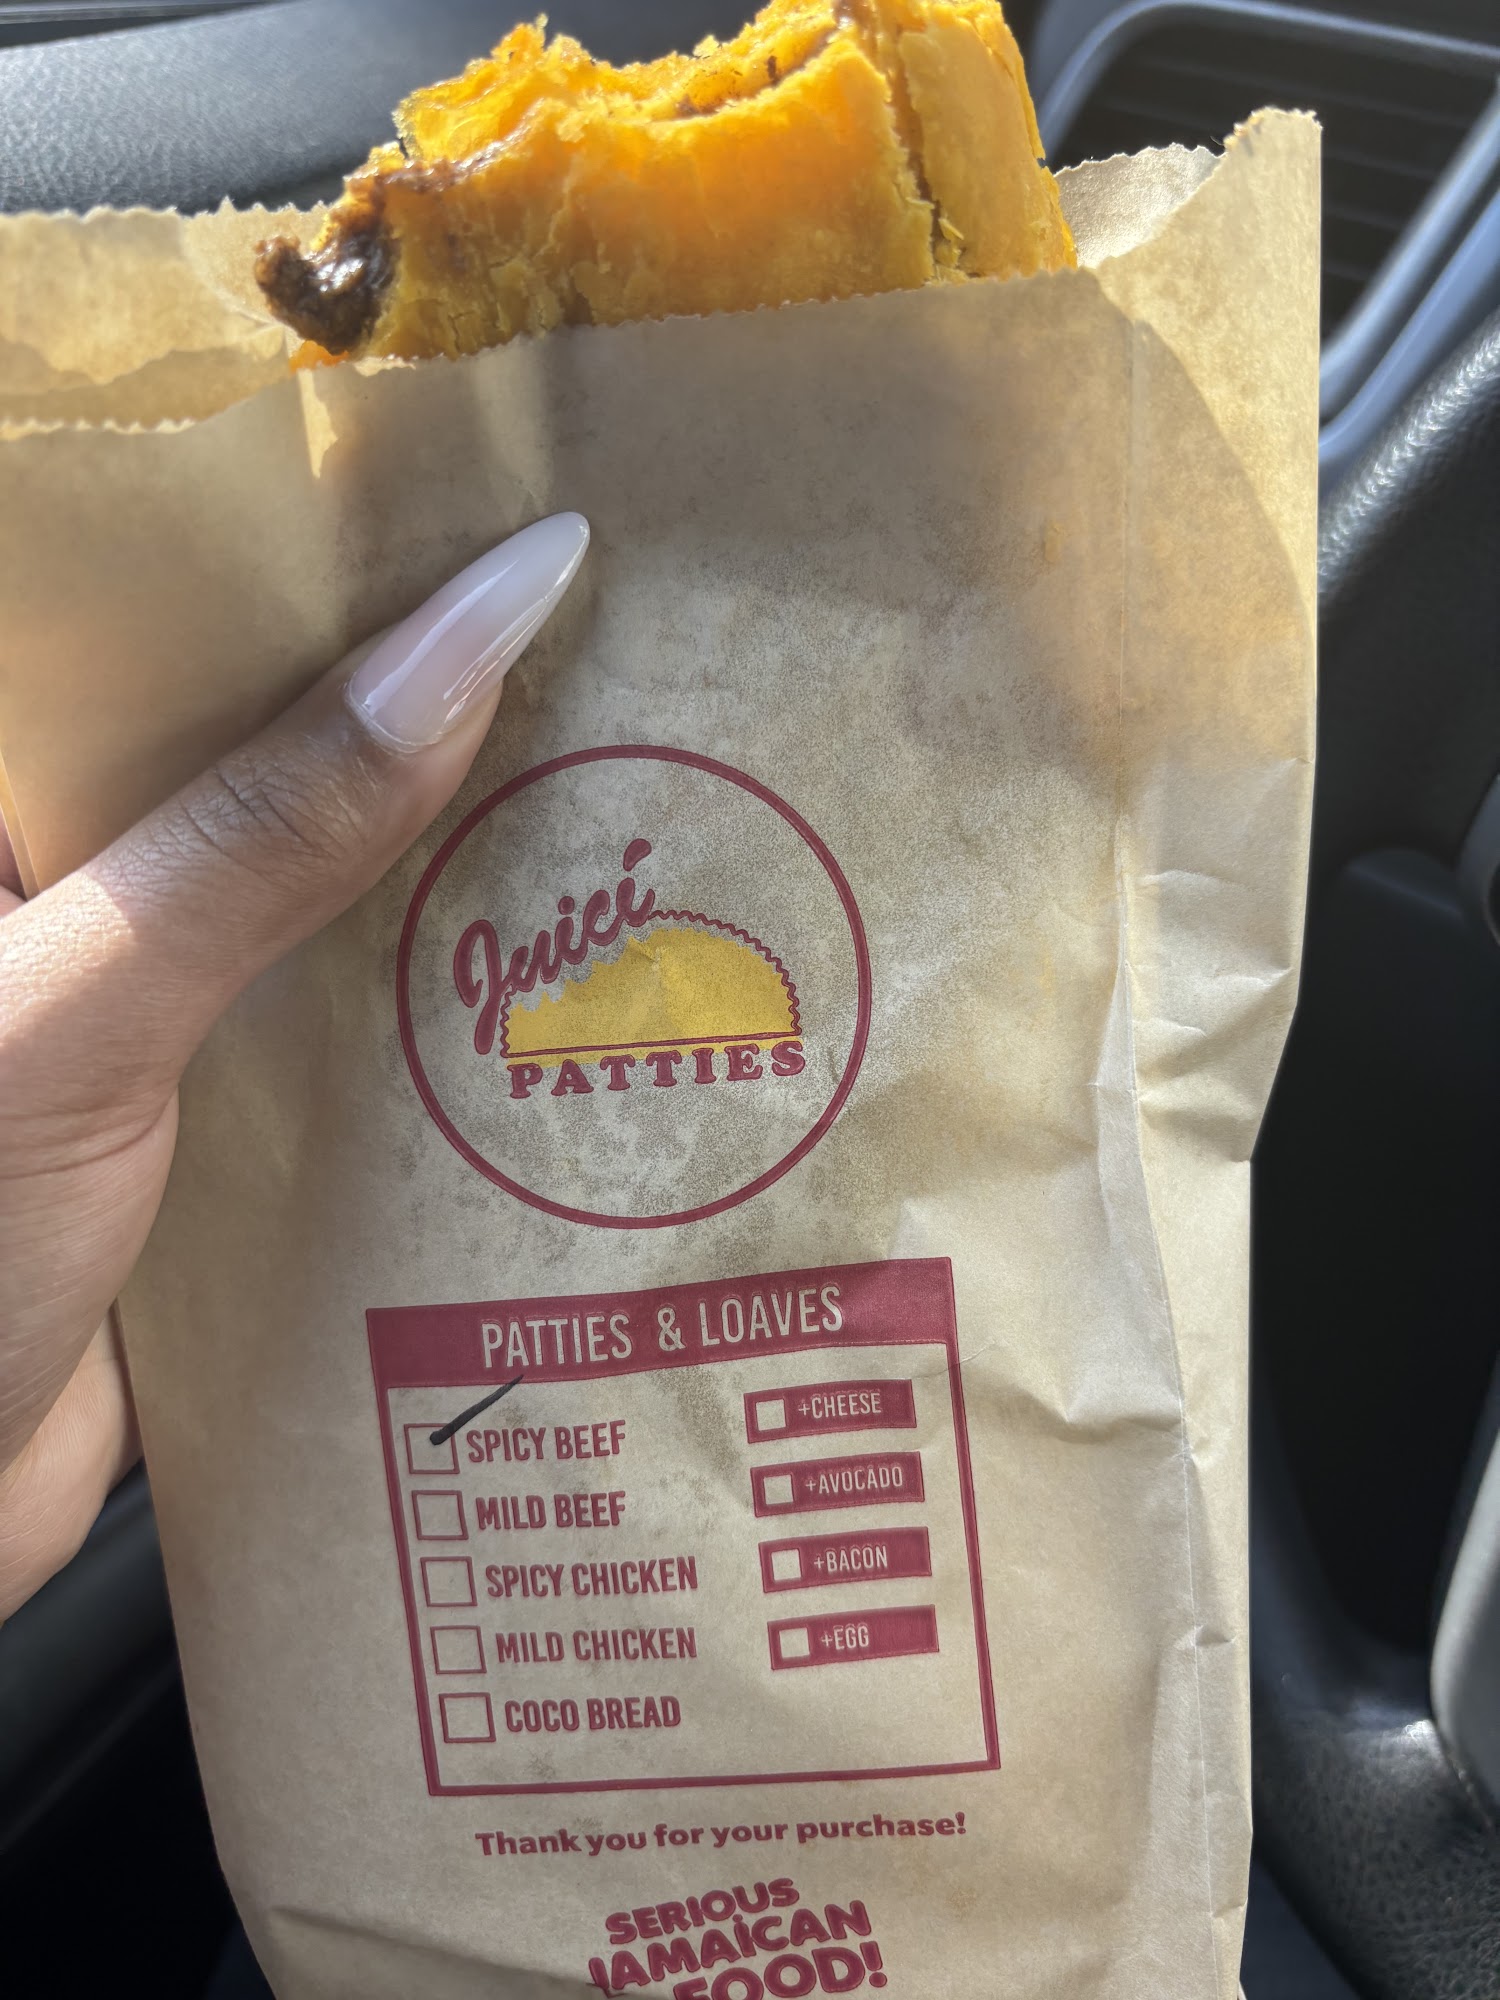 Juici
PATTIES
PATTIES & LOAVES
SPICY BEEF
MILD BEEF
SPICY CHICKEN
MILD CHICKEN
COCO BREAD
+CHEESE
+AVOCADO
+BACON
+EGG
Thank you for your purchase!
SERIOUS
JAMAiCAN
FOOD!